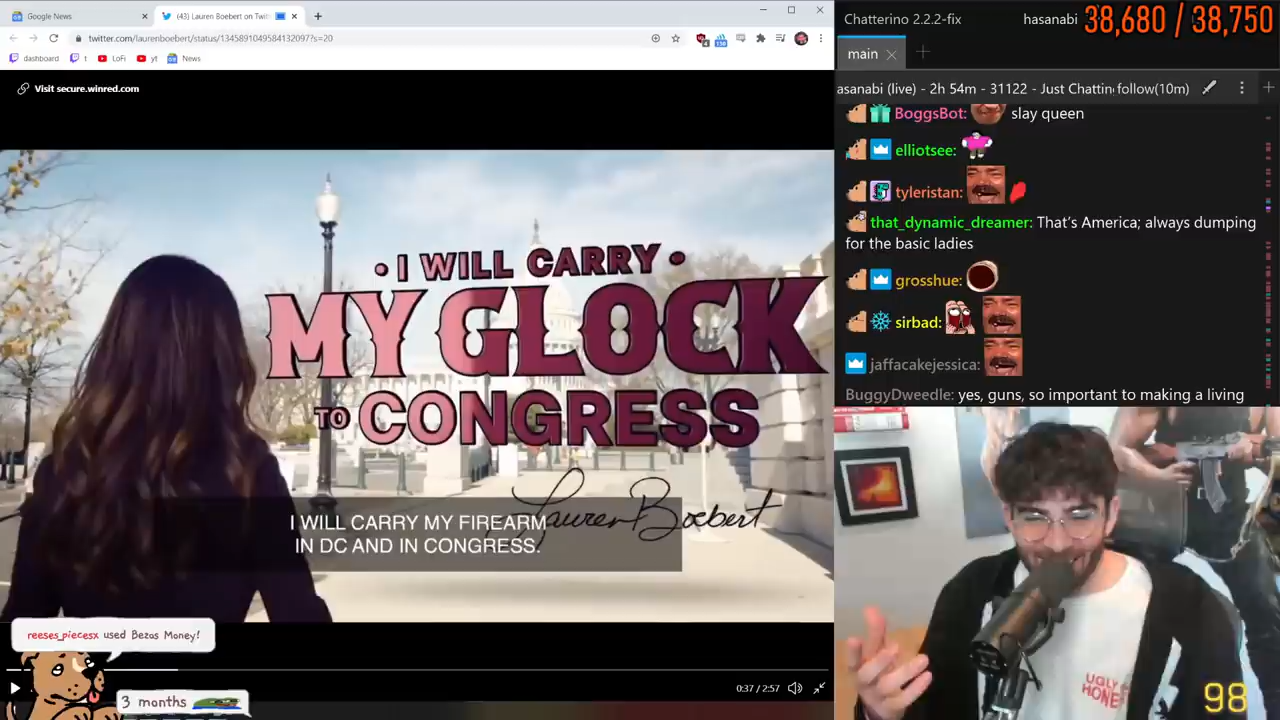 Google News
(43) Lauren Boebert on Twitt
twitter.com/laurenboebert/status/1345891049584132097?s=20
dashboard
t
LoFi
yt
News
Visit secure.winred.com
• I WILL CARRY •
MY GLOCK
TO CONGRESS
Lauren Boebert
I WILL CARRY MY FIREARM
IN DC AND IN CONGRESS.
reeses_piecesx used Bezos Money!
3 months
0:37 / 2:57
Chatterino 2.2.2-fix
hasanabi
38,680 / 38,750
main
asanabi (live) - 2h 54m - 31122 - Just Chattin
follow(10m)
BoggsBot: slay queen
elliotsee:
tyleristan:
that_dynamic_dreamer: That's America; always dumping
for the basic ladies
grosshue:
sirbad:
jaffacakejessica:
BuggyDweedle: yes, guns, so important to making a living
UGLY
HONE
98